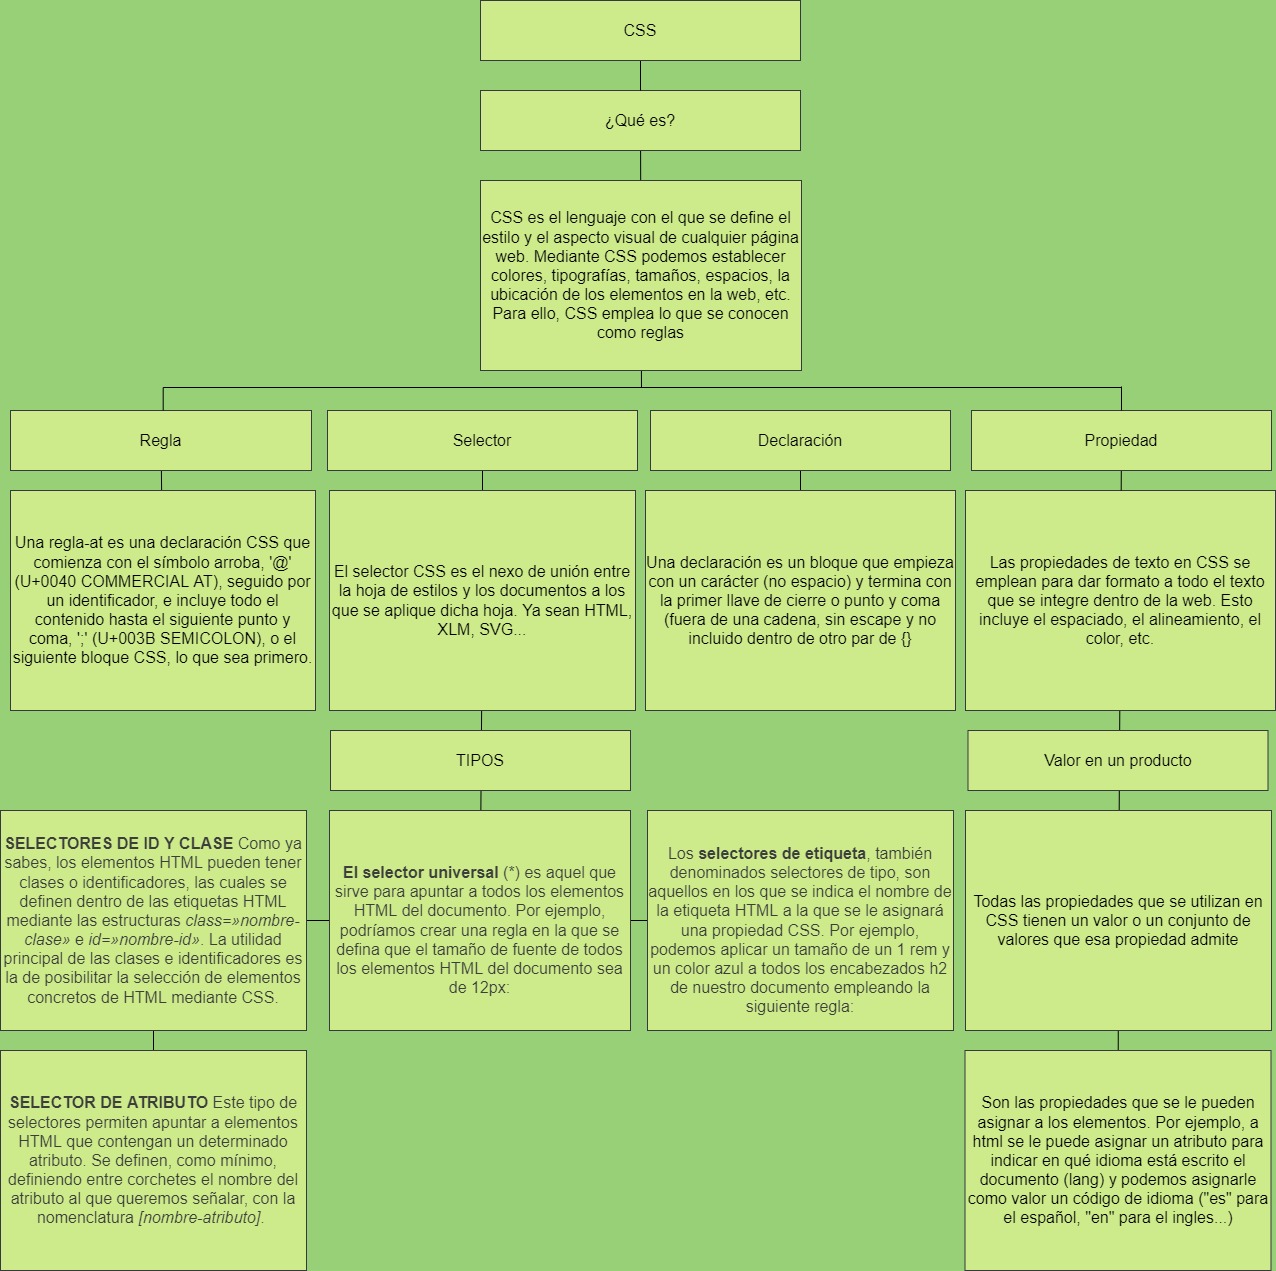 CSS
¿Qué es?
CSS es el lenguaje con el que se define el
estilo y el aspecto visual de cualquier página
web. Mediante CSS podemos establecer
colores, tipografías, tamaños, espacios, la
ubicación de los elementos en la web, etc.
Para ello, CSS emplea lo que se conocen
como reglas
Regla
Selector
Declaración
Propiedad
Una regla-at es una declaración CSS que
comienza con el símbolo arroba, '@'
(U+0040 COMMERCIAL AT), seguido por
un identificador, e incluye todo el
contenido hasta el siguiente punto y
coma, ';' (U+003B SEMICOLON), o el
siguiente bloque CSS, lo que sea primero.
El selector CSS es el nexo de unión entre
la hoja de estilos y los documentos a los
que se aplique dicha hoja. Ya sean HTML,
XLM, SVG...
Una declaración es un bloque que empieza
con un carácter (no espacio) y termina con
la primer llave de cierre o punto y coma
(fuera de una cadena, sin escape y no
incluido dentro de otro par de {}
Las propiedades de texto en CSS se
emplean para dar formato a todo el texto
que se integre dentro de la web. Esto
incluye el espaciado, el alineamiento, el
color, etc.
TIPOS
Valor en un producto
SELECTORES DE ID Y CLASE Como ya
sabes, los elementos HTML pueden tener
clases o identificadores, las cuales se
definen dentro de las etiquetas HTML
mediante las estructuras class=»nombre-
clase» e id=»nombre-id». La utilidad
principal de las clases e identificadores es
la de posibilitar la selección de elementos
concretos de HTML mediante CSS.
El selector universal (*) es aquel que
sirve para apuntar a todos los elementos
HTML del documento. Por ejemplo,
podríamos crear una regla en la que se
defina que el tamaño de fuente de todos
los elementos HTML del documento sea
de 12px:
Los selectores de etiqueta, también
denominados selectores de tipo, son
aquellos en los que se indica el nombre de
la etiqueta HTML a la que se le asignará
una propiedad CSS. Por ejemplo,
podemos aplicar un tamaño de un 1 rem y
un color azul a todos los encabezados h2
de nuestro documento empleando la
siguiente regla:
Todas las propiedades que se utilizan en
CSS tienen un valor o un conjunto de
valores que esa propiedad admite
SELECTOR DE ATRIBUTO Este tipo de
selectores permiten apuntar a elementos
HTML que contengan un determinado
atributo. Se definen, como mínimo,
definiendo entre corchetes el nombre del
atributo al que queremos señalar, con la
nomenclatura [nombre-atributo].
Son las propiedades que se le pueden
asignar a los elementos. Por ejemplo, a
html se le puede asignar un atributo para
indicar en qué idioma está escrito el
documento (lang) y podemos asignarle
como valor un código de idioma ("es" para
el español, "en" para el ingles...)